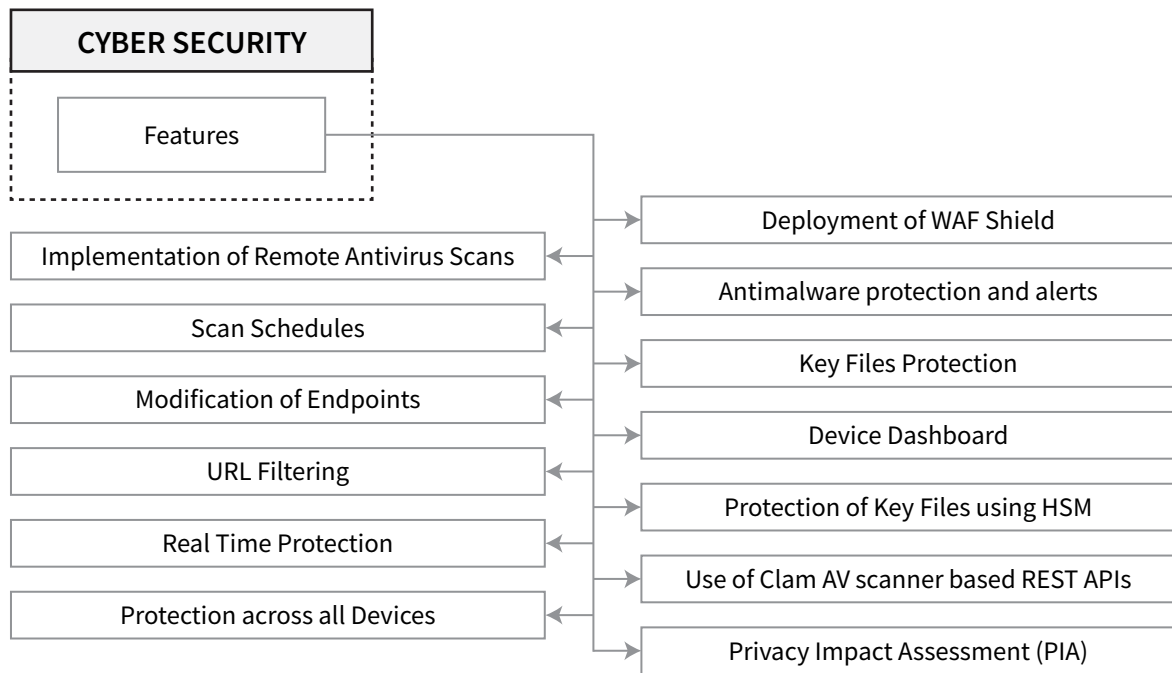 CYBER SECURITY
Features
Implementation of Remote Antivirus Scans
Scan Schedules
Modification of Endpoints
URL Filtering
Real Time Protection
Protection across all Devices
Deployment of WAF Shield
Antimalware protection and alerts
Key Files Protection
Device Dashboard
Protection of Key Files using HSM
Use of Clam AV scanner based REST APIs
Privacy Impact Assessment (PIA)